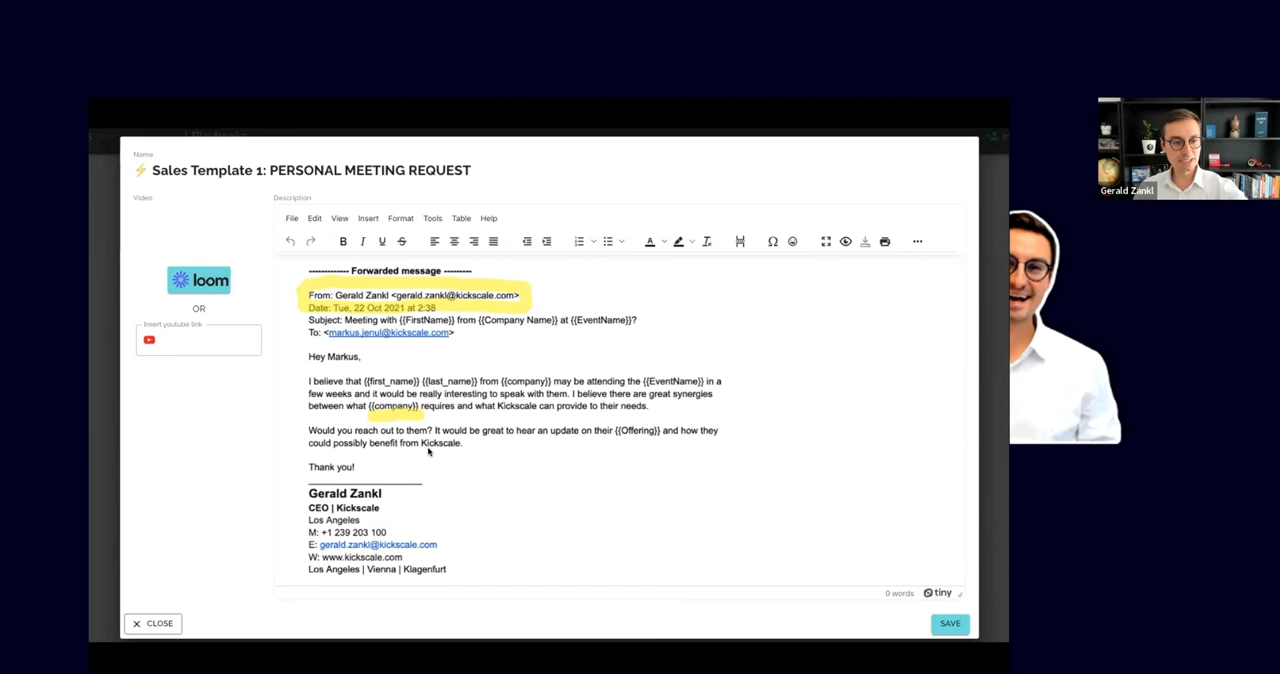 Name
⚡ Sales Template 1: PERSONAL MEETING REQUEST
Video
Description
File Edit View Insert Format Tools Table Help
loom
OR
Insert youtube link
------------- Forwarded message ---------
From: Gerald Zankl <gerald.zankl@kickscale.com>
Date: Tue, 22 Oct 2021 at 2:38
Subject: Meeting with {{FirstName}} from {{Company Name}} at {{EventName}}?
To: <markus.jenul@kickscale.com>
Hey Markus,
I believe that {{first_name}} {{last_name}} from {{company}} may be attending the {{EventName}} in a
few weeks and it would be really interesting to speak with them. I believe there are great synergies
between what {{company}} requires and what Kickscale can provide to their needs.
Would you reach out to them? It would be great to hear an update on their {{Offering}} and how they
could possibly benefit from Kickscale.
Thank you!
Gerald Zankl
CEO | Kickscale
Los Angeles
M: +1 239 203 100
E: gerald.zankl@kickscale.com
W: www.kickscale.com
Los Angeles | Vienna | Klagenfurt
0 words tiny
CLOSE
SAVE
Gerald Zankl